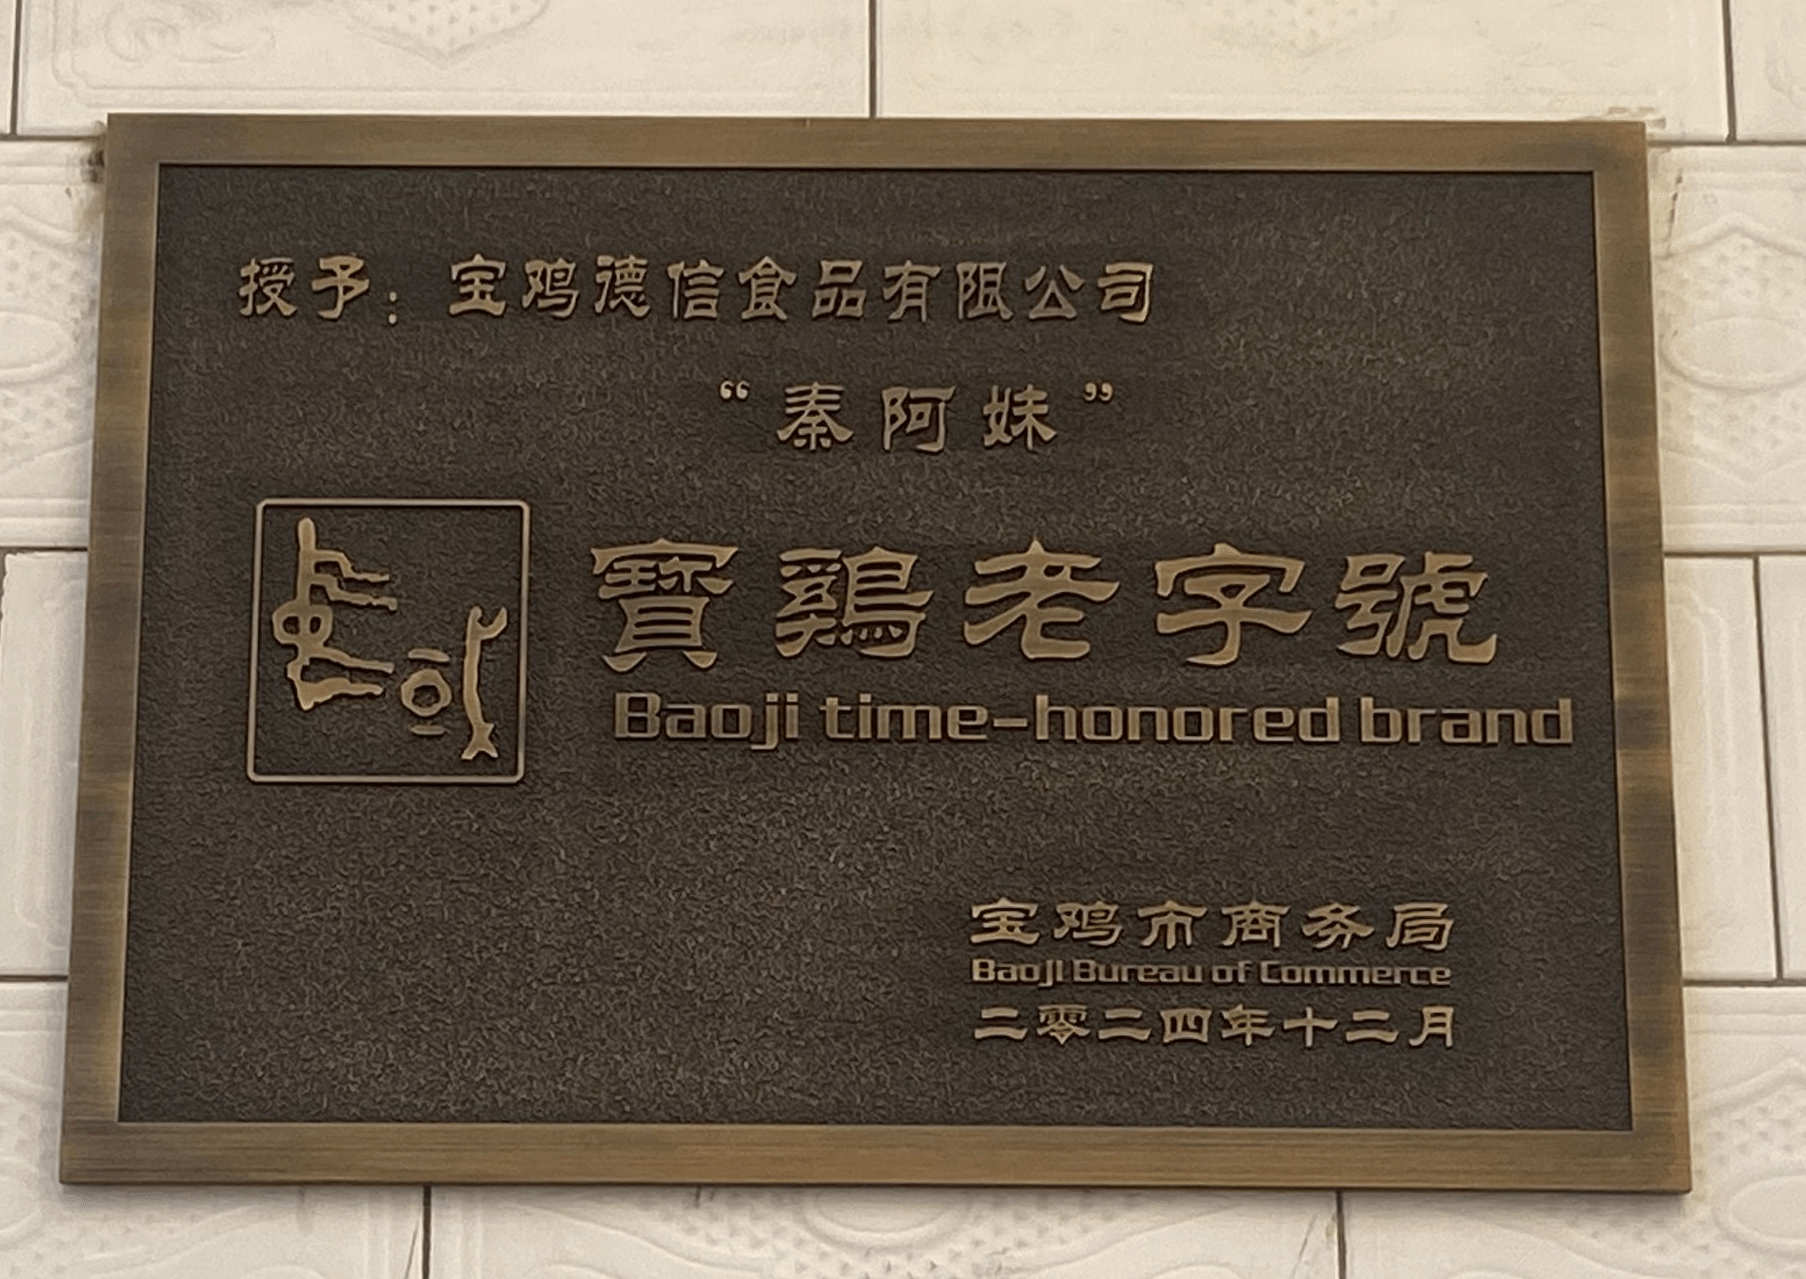 授予：宝鸡德信食品有限公司
“秦阿妹”
寶鷄老字號
Baoji time-honored brand
宝鸡市商务局
Baoji Bureau of Commerce
二零二四年十二月